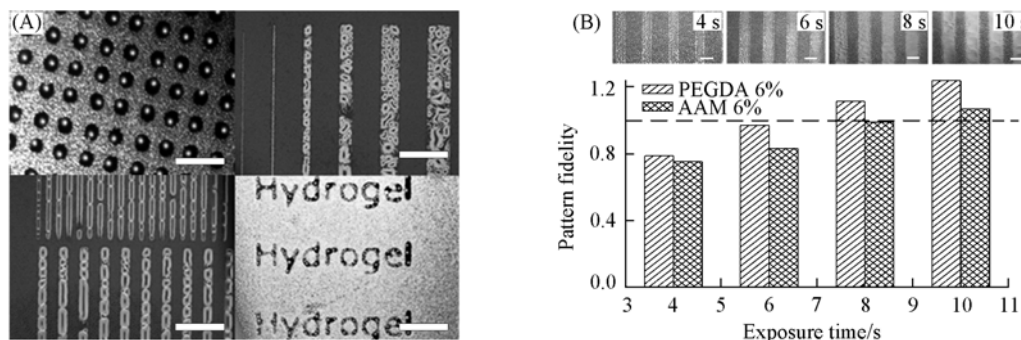 (A)
Hydrogel
Hydrogel
Hydrogel
(B)
4 s
6 s
8 s
10 s
PEGDA 6%
AAM 6%
1.2
0.8
0.4
0.0
Pattern fidelity
3 4 5 6 7 8 9 10 11
Exposure time/s